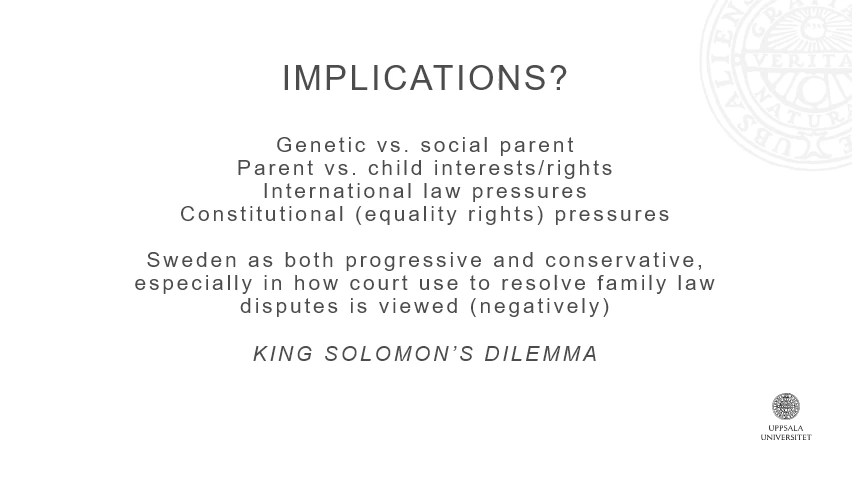 IMPLICATIONS?
Genetic vs. social parent
Parent vs. child interests/rights
International law pressures
Constitutional (equality rights) pressures
Sweden as both progressive and conservative,
especially in how court use to resolve family law
disputes is viewed (negatively)
KING SOLOMON’S DILEMMA
UPPSALA
UNIVERSITET